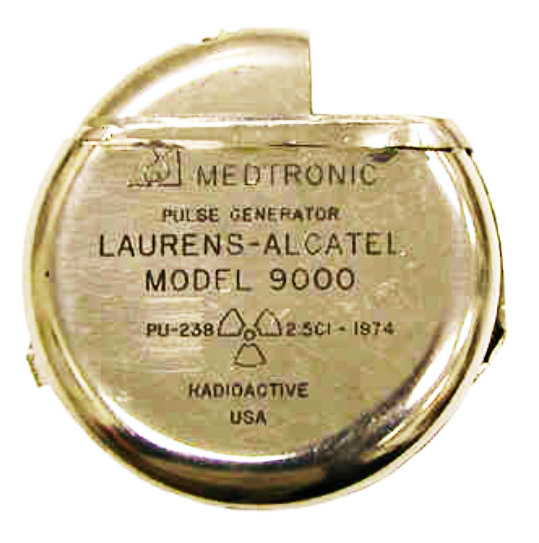 MEDTRONIC
PULSE GENERATOR
LAURENS-ALCATEL
MODEL 9000
PU-238 2.5CI - 1974
RADIOACTIVE
USA